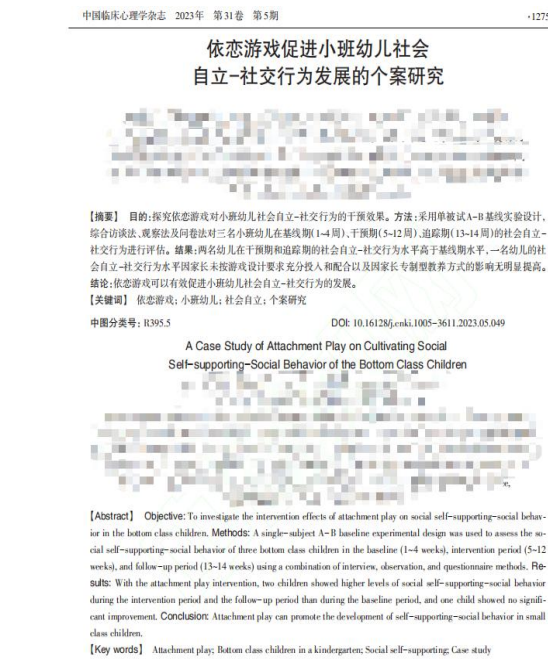 中国临床心理学杂志 2023年 第31卷 第5期 ·1275
依恋游戏促进小班幼儿社会
自立-社交行为发展的个案研究
【摘要】 目的:探究依恋游戏对小班幼儿社会自立-社交行为的干预效果。方法:采用单被试A-B基线实验设计,
综合访谈法、观察法及问卷法对三名小班幼儿在基线期(1~4周)、干预期(5~12周)、追踪期(13~14周)的社会自立-
社交行为进行评估。结果:两名幼儿在干预期和追踪期的社会自立-社交行为水平高于基线期水平,一名幼儿的社
会自立-社交行为水平因家长未按游戏设计要求充分投入和配合以及因家长专制型教养方式的影响无明显提高。
结论:依恋游戏可以有效促进小班幼儿社会自立-社交行为的发展。
【关键词】 依恋游戏; 小班幼儿; 社会自立; 个案研究
中图分类号: R395.5 DOI: 10.16128/j.cnki.1005-3611.2023.05.049
A Case Study of Attachment Play on Cultivating Social
Self-supporting-Social Behavior of the Bottom Class Children
【Abstract】 Objective: To investigate the intervention effects of attachment play on social self-supporting-social behav-
ior in the bottom class children. Methods: A single-subject A-B baseline experimental design was used to assess the so-
cial self-supporting-social behavior of three bottom class children in the baseline (1~4 weeks), intervention period (5~12
weeks), and follow-up period (13~14 weeks) using a combination of interview, observation, and questionnaire methods. Re-
sults: With the attachment play intervention, two children showed higher levels of social self-supporting-social behavior
during the intervention period and the follow-up period than during the baseline period, and one child showed no signifi-
cant improvement. Conclusion: Attachment play can promote the development of self-supporting-social behavior in small
class children.
【Key words】 Attachment play; Bottom class children in a kindergarten; Social self-supporting; Case study